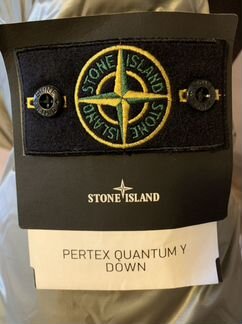 STONE ISLAND
STONE ISLAND
STONE ISLAND
PERTEX QUANTUM Y
DOWN